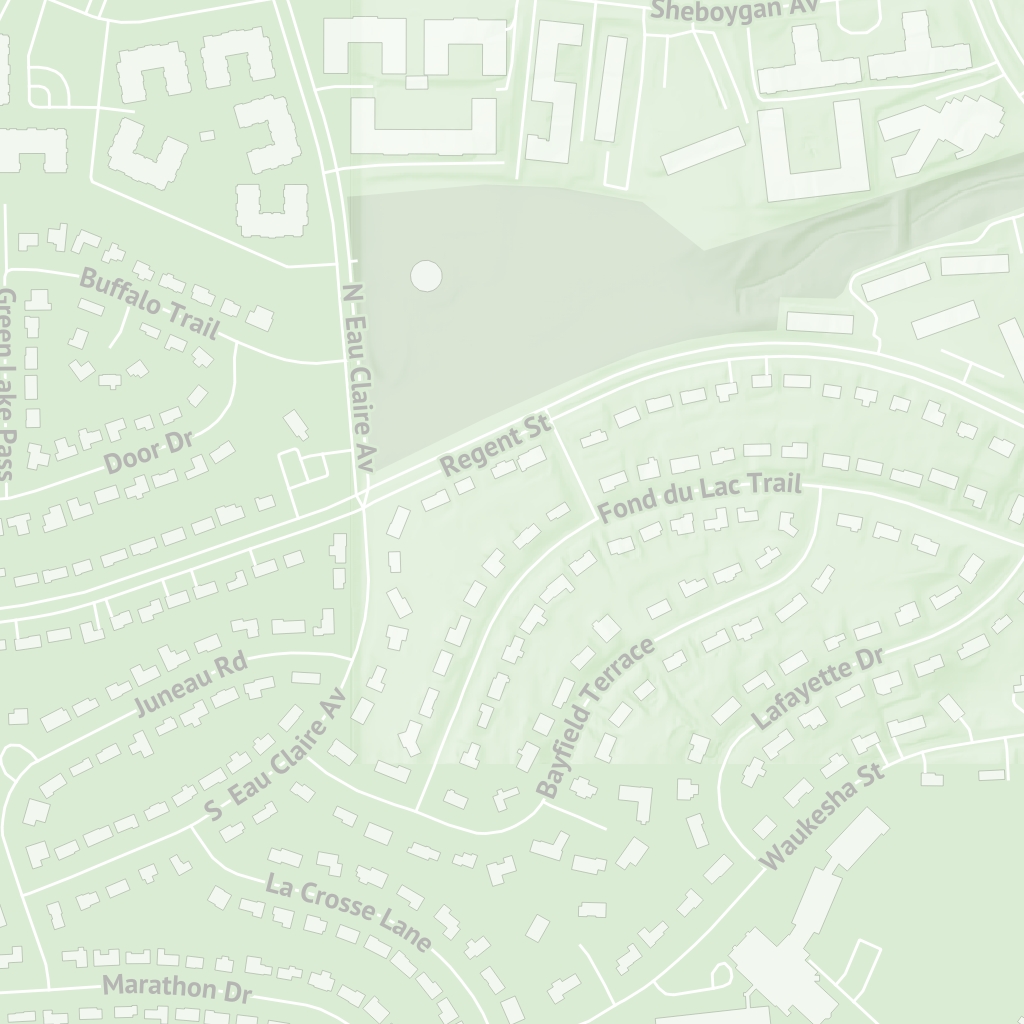 Sheboygan Av
Buffalo Trail
N Eau Claire Av
Green Lake Pass
Door Dr
Regent St
Fond du Lac Trail
Juneau Rd
Bayfield Terrace
Lafayette Dr
S Eau Claire Av
Waukesha St
La Crosse Lane
Marathon Dr